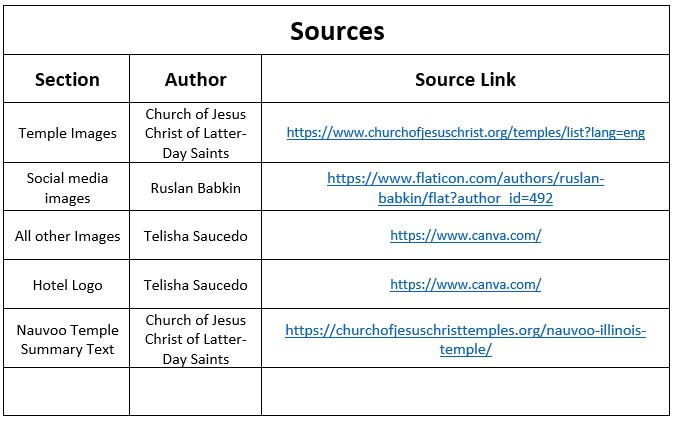 Sources
Section Author Source Link
Temple Images
Church of Jesus
Christ of Latter-
Day Saints
https://www.churchofjesuschrist.org/temples/list?lang=eng
Social media
images
Ruslan Babkin
https://www.flaticon.com/authors/ruslan-
babkin/flat?author_id=492
All other Images
Telisha Saucedo
https://www.canva.com/
Hotel Logo
Telisha Saucedo
https://www.canva.com/
Nauvoo Temple
Summary Text
Church of Jesus
Christ of Latter-
Day Saints
https://churchofjesuschristtemples.org/nauvoo-illinois-
temple/